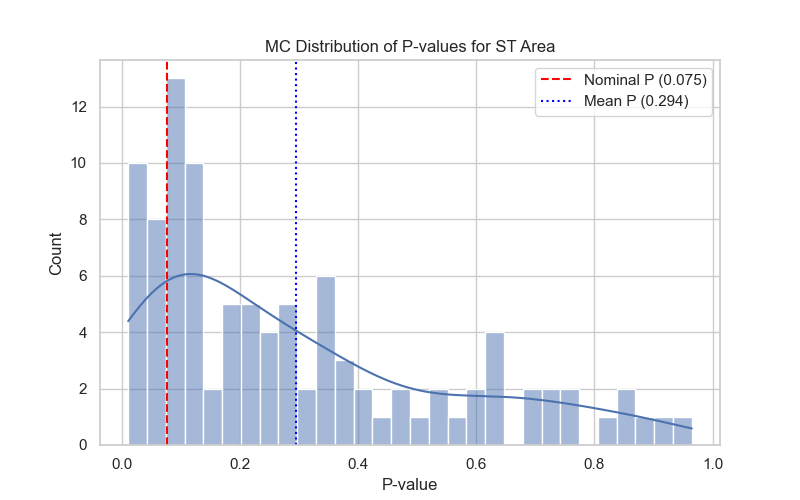 MC Distribution of P-values for ST Area
Nominal P (0.075)
Mean P (0.294)
Count
12
10
8
6
4
2
0
0.0 0.2 0.4 0.6 0.8 1.0
P-value